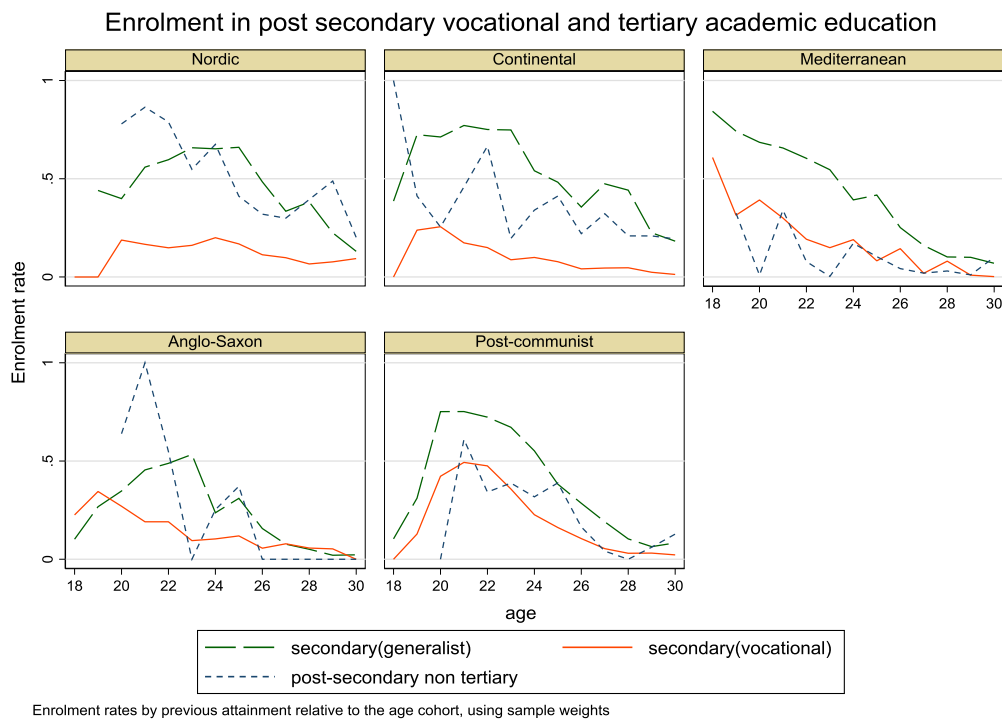 Enrolment in post secondary vocational and tertiary academic education
Nordic
Continental
Mediterranean
1
.5
0
18 20 22 24 26 28 30
Enrolment rate
Anglo-Saxon
Post-communist
1
.5
0
18 20 22 24 26 28 30
18 20 22 24 26 28 30
age
secondary(generalist)
secondary(vocational)
post-secondary non tertiary
Enrolment rates by previous attainment relative to the age cohort, using sample weights